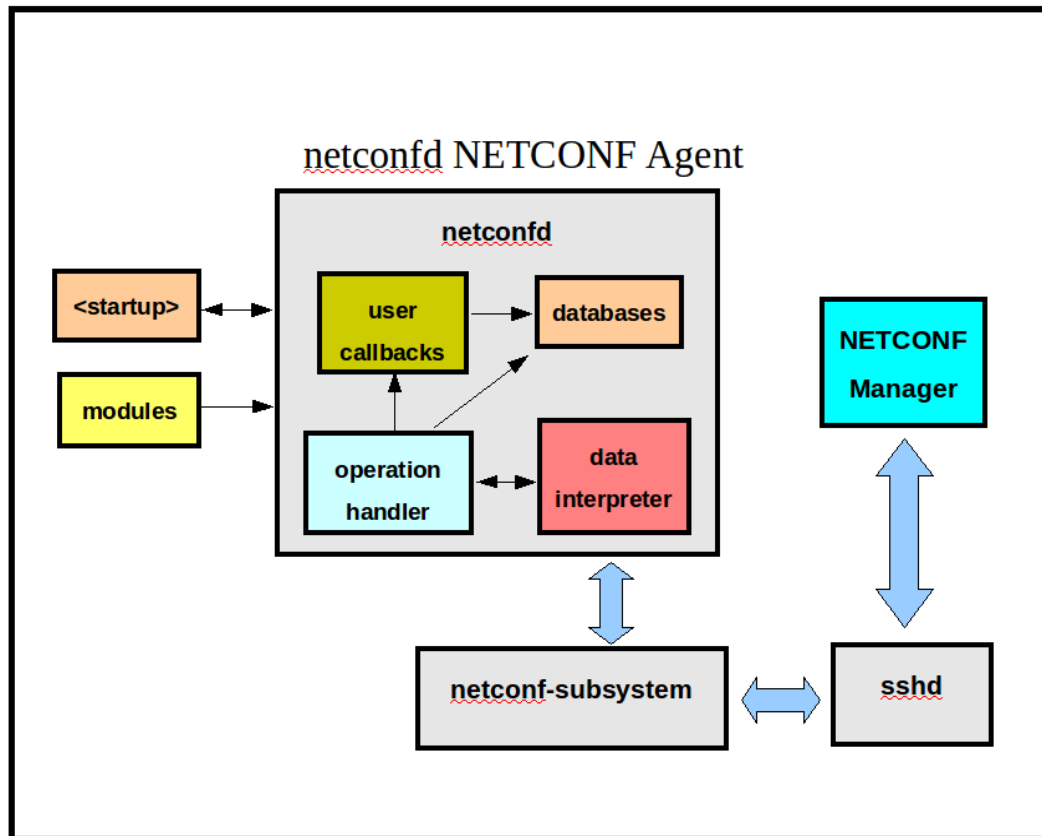 netconfd NETCONF Agent
netconfd
<startup>
user
callbacks
databases
modules
operation
handler
data
interpreter
NETCONF
Manager
netconf-subsystem
sshd